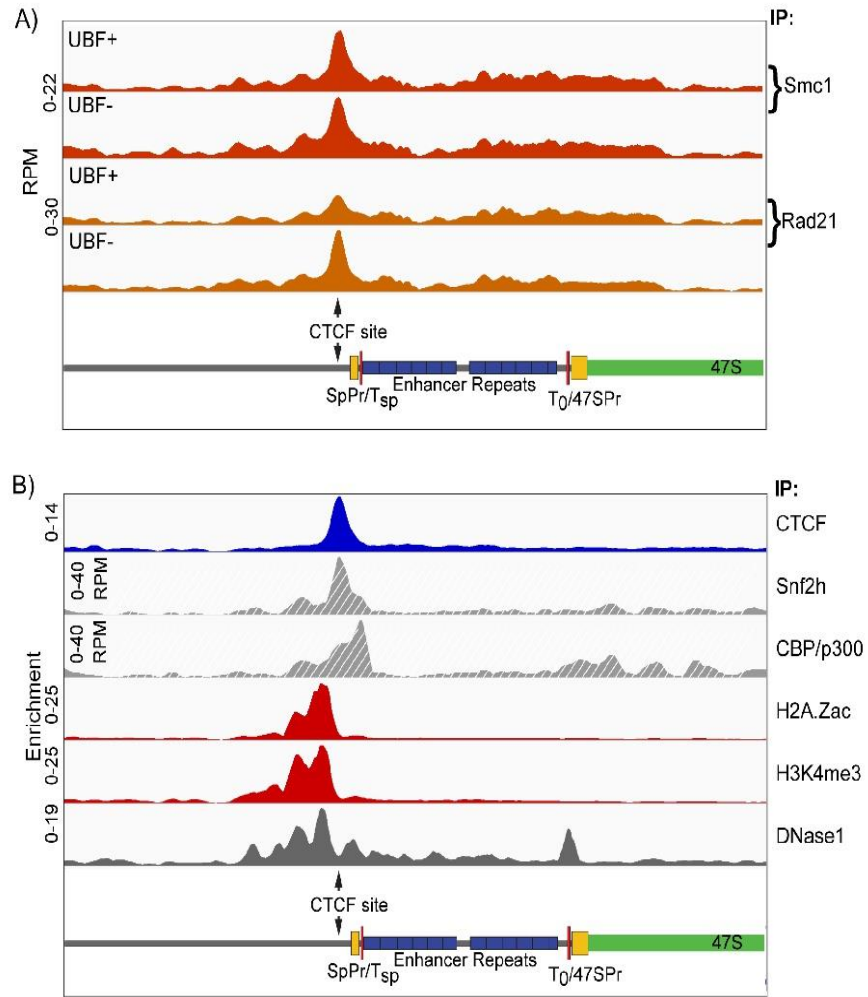 A)
IP:
UBF+
0-22
Smc1
UBF-
RPM
UBF+
0-30
Rad21
UBF-
CTCF site
47S
Enhancer Repeats
SpPr/Tsp
T0/47SPr
B)
IP:
0-14
CTCF
0-40
RPM
Snf2h
0-40
RPM
CBP/p300
Enrichment
0-25
H2A.Zac
0-25
H3K4me3
0-19
DNase1
CTCF site
47S
Enhancer Repeats
SpPr/Tsp
T0/47SPr